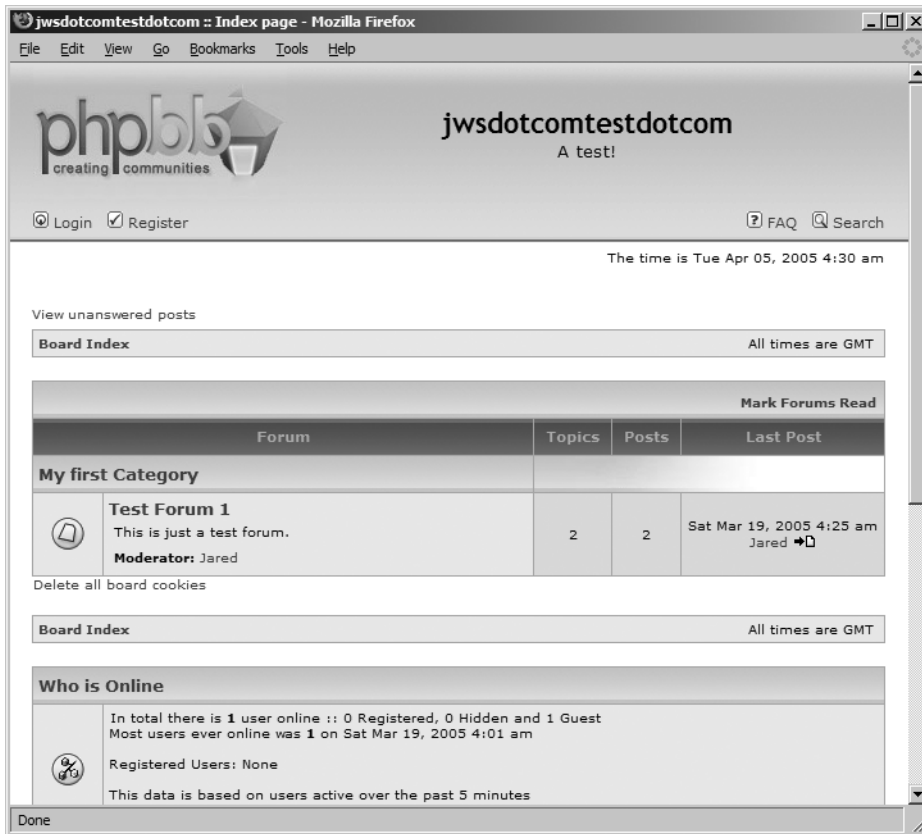 jwsdotcomtestdotcom :: Index page - Mozilla Firefox
File Edit View Go Bookmarks Tools Help
phpbb
creating communities
jwsdotcomtestdotcom
A test!
Login Register FAQ Search
The time is Tue Apr 05, 2005 4:30 am
View unanswered posts
Board Index All times are GMT
Mark Forums Read
Forum Topics Posts Last Post
My first Category
Test Forum 1
This is just a test forum.
Moderator: Jared
2 2
Sat Mar 19, 2005 4:25 am
Jared
Delete all board cookies
Board Index All times are GMT
Who is Online
In total there is 1 user online :: 0 Registered, 0 Hidden and 1 Guest
Most users ever online was 1 on Sat Mar 19, 2005 4:01 am
Registered Users: None
This data is based on users active over the past 5 minutes
Done